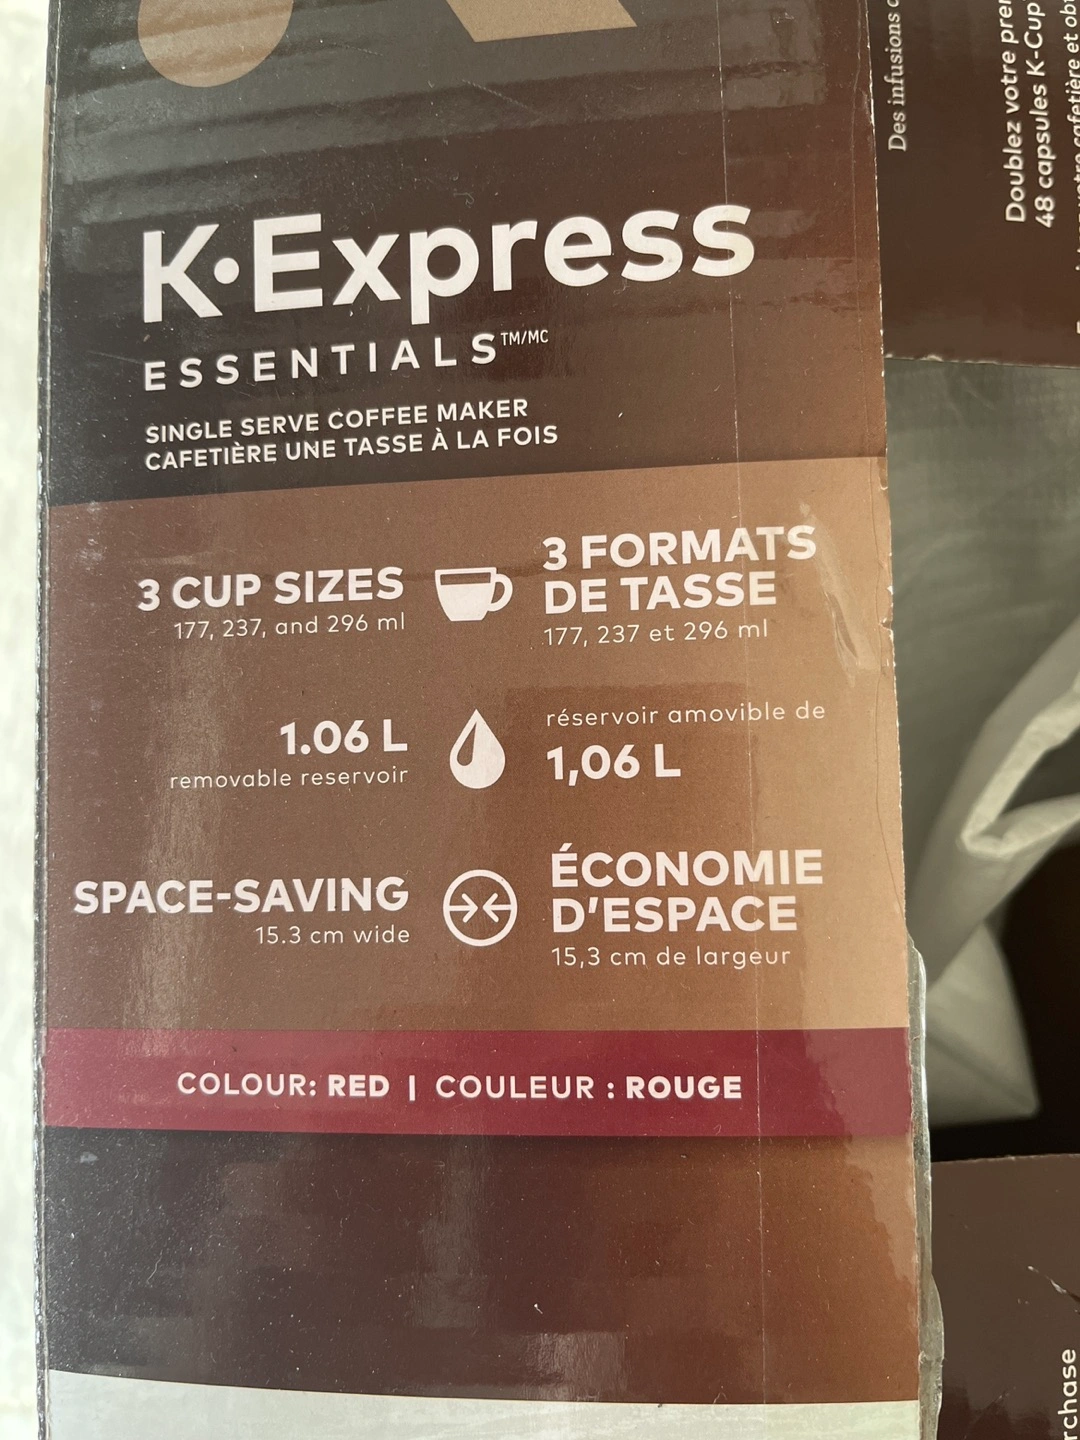 K·Express
ESSENTIALS™/MC
SINGLE SERVE COFFEE MAKER
CAFETIÈRE UNE TASSE À LA FOIS
3 CUP SIZES
177, 237, and 296 ml
3 FORMATS
DE TASSE
177, 237 et 296 ml
1.06 L
removable reservoir
réservoir amovible de
1,06 L
SPACE-SAVING
15.3 cm wide
ÉCONOMIE
D'ESPACE
15,3 cm de largeur
COLOUR: RED | COULEUR : ROUGE
Des infusions
Doublez votre
48 capsules K-Cup
cafetière et